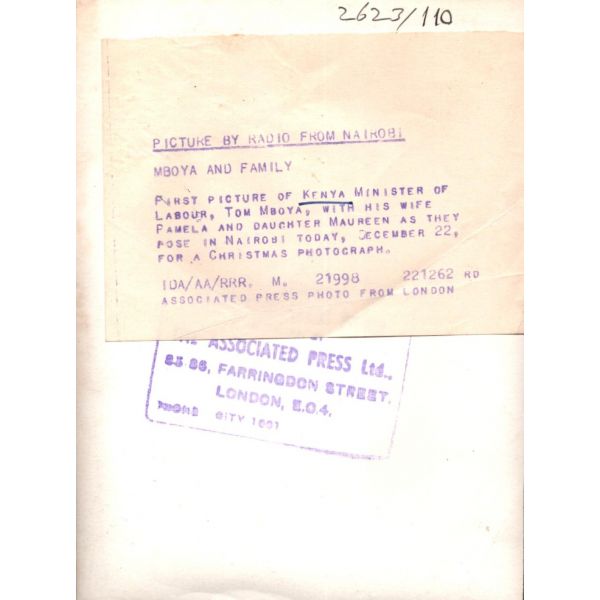 2623/110
PICTURE BY RADIO FROM NAIROBI
MBOYA AND FAMILY
FIRST PICTURE OF KENYA MINISTER OF
LABOUR, TOM MBOYA, WITH HIS WIFE
PAMELA AND DAUGHTER MAUREEN AS THEY
POSE IN NAIROBI TODAY, DECEMBER 22,
FOR A CHRISTMAS PHOTOGRAPH.
IDA/AA/RRR. M. 21998 221262 RD
ASSOCIATED PRESS PHOTO FROM LONDON
ASSOCIATED PRESS Ltd.,
85 86, FARRINGDON STREET.
LONDON, E.C.4.
PHONE CITY